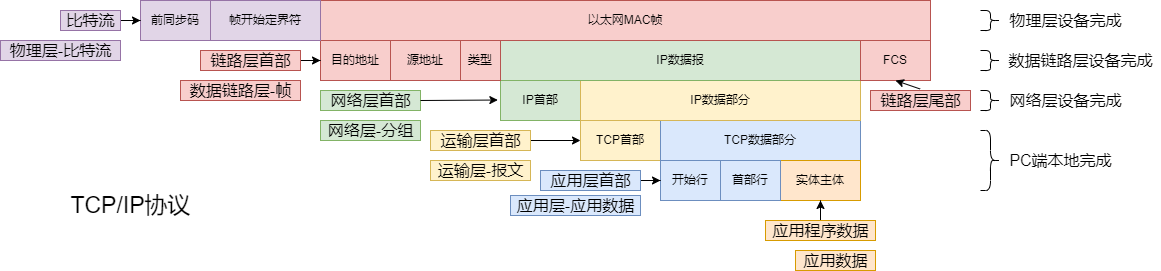 比特流
前同步码
帧开始定界符
以太网MAC帧
物理层设备完成
物理层-比特流
链路层首部
目的地址
源地址
类型
IP数据报
FCS
数据链路层设备完成
数据链路层-帧
网络层首部
IP首部
IP数据部分
链路层尾部
网络层设备完成
网络层-分组
运输层首部
TCP首部
TCP数据部分
运输层-报文
PC端本地完成
应用层首部
开始行
首部行
实体主体
TCP/IP协议
应用层-应用数据
应用程序数据
应用数据